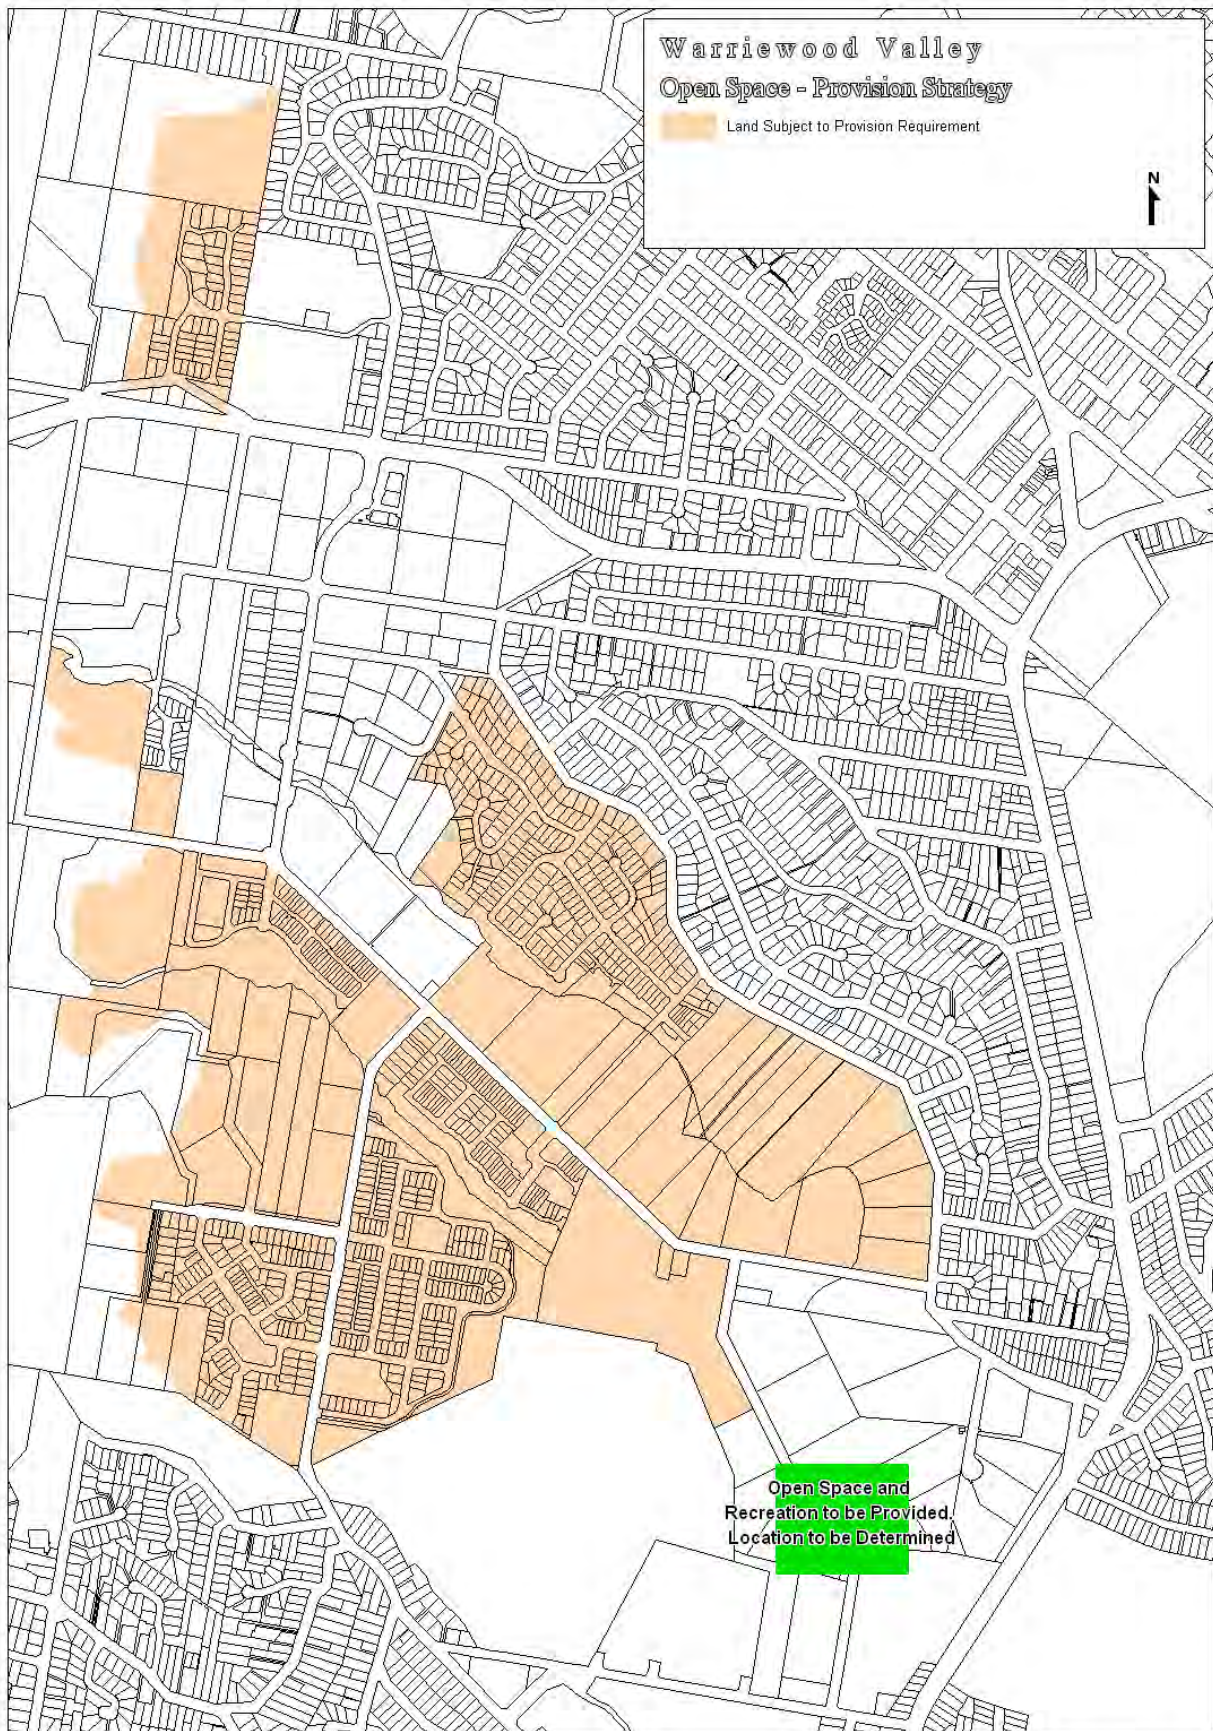 Warriewood Valley
Open Space - Provision Strategy
Land Subject to Provision Requirement
N
Open Space and
Recreation to be Provided.
Location to be Determined